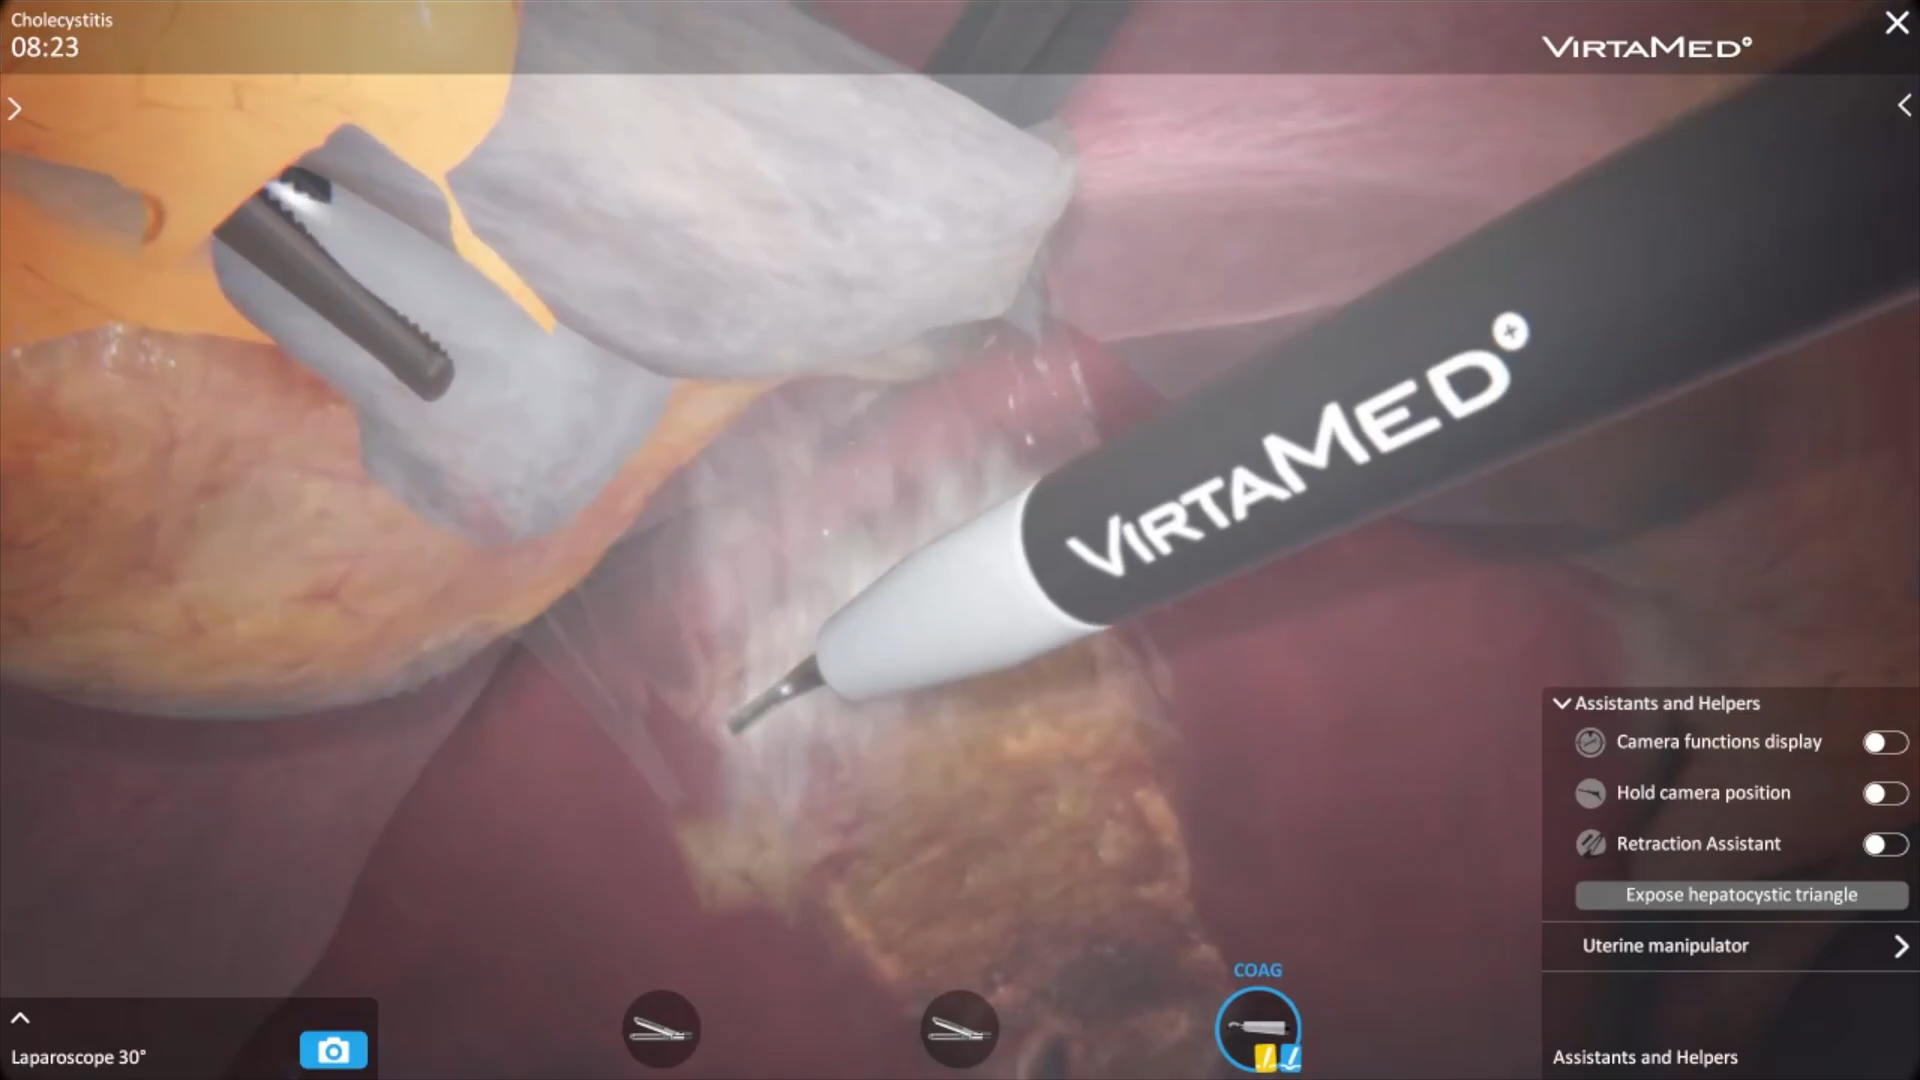 Cholecystitis
08:23
VIRTAMED
VIRTAMED
Assistants and Helpers
Camera functions display
Hold camera position
Retraction Assistant
Expose hepatocystic triangle
Uterine manipulator
COAG
Laparoscope 30°
Assistants and Helpers